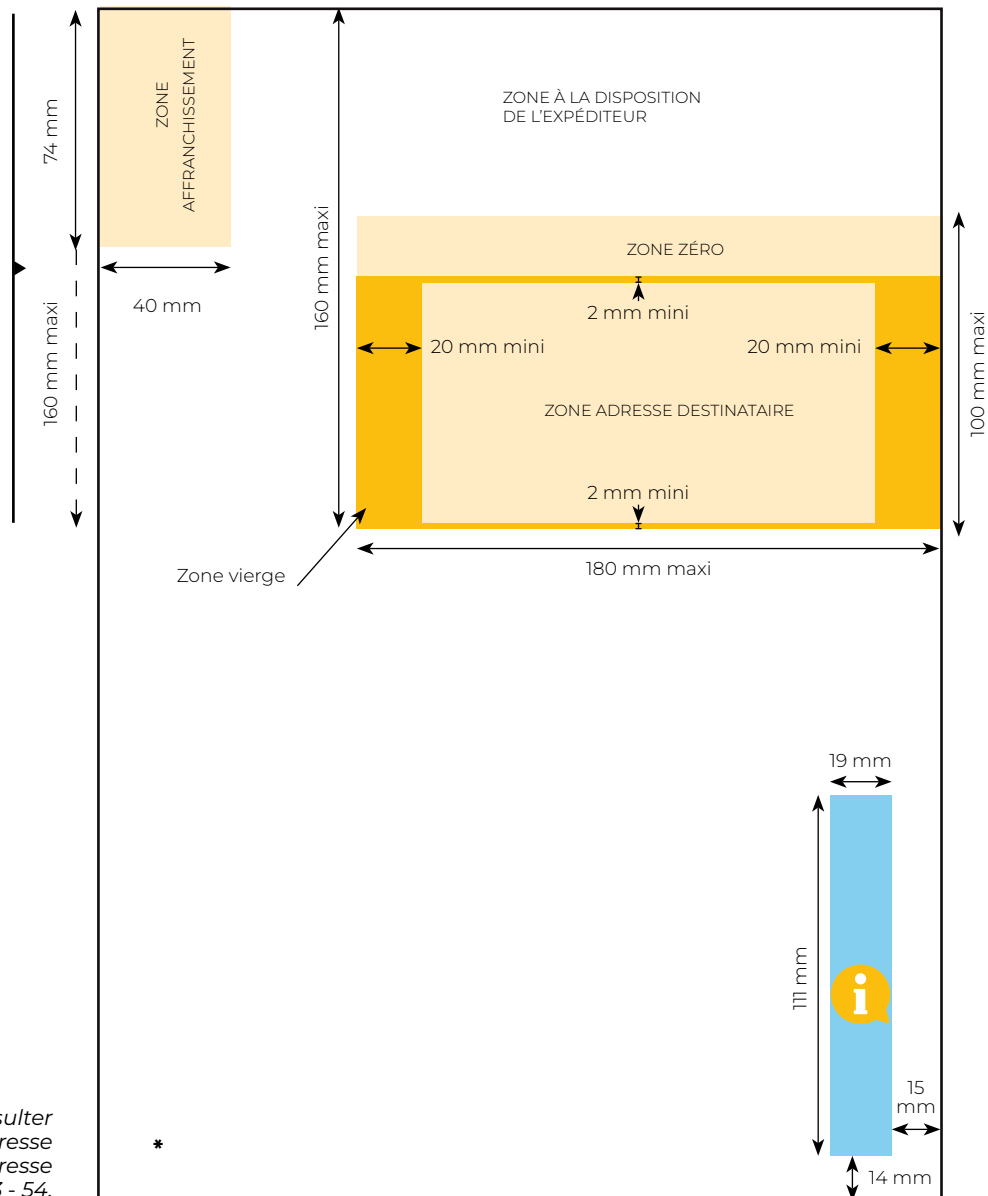 74 mm
160 mm maxi
ZONE
AFFRANCHISSEMENT
40 mm
160 mm maxi
ZONE À LA DISPOSITION
DE L'EXPÉDITEUR
ZONE ZÉRO
2 mm mini
20 mm mini
20 mm mini
ZONE ADRESSE DESTINATAIRE
2 mm mini
100 mm maxi
180 mm maxi
Zone vierge
19 mm
111 mm
i
15
mm
14 mm
*
- 54.